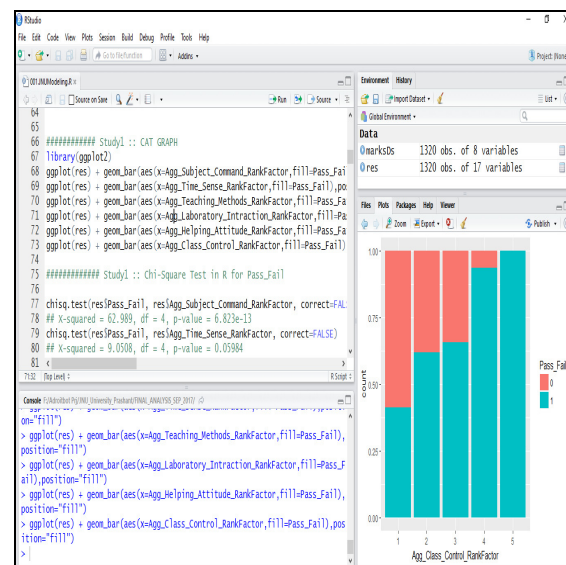 RStudio
File Edit Code View Plots Session Build Debug Profile Tools Help
Go to file/function Addins Project: (None
001JNUModeling.R
Source on Save Run Source
64
65
66 ############ Study1 :: CAT GRAPH
67 library(ggplot2)
68 ggplot(res) + geom_bar(aes(x=Agg_Subject_Command_RankFactor,fill=Pass_Fai
69 ggplot(res) + geom_bar(aes(x=Agg_Time_Sense_RankFactor,fill=Pass_Fail),pos
70 ggplot(res) + geom_bar(aes(x=Agg_Teaching_Methods_RankFactor,fill=Pass_Fa
71 ggplot(res) + geom_bar(aes(x=Agg_Laboratory_Intraction_RankFactor,fill=Pa
72 ggplot(res) + geom_bar(aes(x=Agg_Helping_Attitude_RankFactor,fill=Pass_Fa
73 ggplot(res) + geom_bar(aes(x=Agg_Class_Control_RankFactor,fill=Pass_Fail)
74
75 ############ Study1 :: Chi-Square Test in R for Pass_Fail
76
77 chisq.test(res$Pass_Fail, res$Agg_Subject_Command_RankFactor, correct=FAL
78 ## X-squared = 62.989, df = 4, p-value = 6.823e-13
79 chisq.test(res$Pass_Fail, res$Agg_Time_Sense_RankFactor, correct=FALSE)
80 ## X-squared = 9.0508, df = 4, p-value = 0.05984
81
71:32 (Top Level) R Script
Console F:/Adroitbot Prj/JNU_University_Prashant/FINAL_ANALYSIS_SEP_2017/
on="fill")
> ggplot(res) + geom_bar(aes(x=Agg_Teaching_Methods_RankFactor,fill=Pass_Fail),
position="fill")
> ggplot(res) + geom_bar(aes(x=Agg_Laboratory_Intraction_RankFactor,fill=Pass_F
ail),position="fill")
> ggplot(res) + geom_bar(aes(x=Agg_Helping_Attitude_RankFactor,fill=Pass_Fail),
position="fill")
> ggplot(res) + geom_bar(aes(x=Agg_Class_Control_RankFactor,fill=Pass_Fail),pos
ition="fill")
>
Environment History
Import Dataset List
Global Environment
Data
marksDs 1320 obs. of 8 variables
res 1320 obs. of 17 variables
Files Plots Packages Help Viewer
Zoom Export Publish
1.00
0.75
0.50
0.25
0.00
count
1 2 3 4 5
Agg_Class_Control_RankFactor
Pass_Fail
0
1